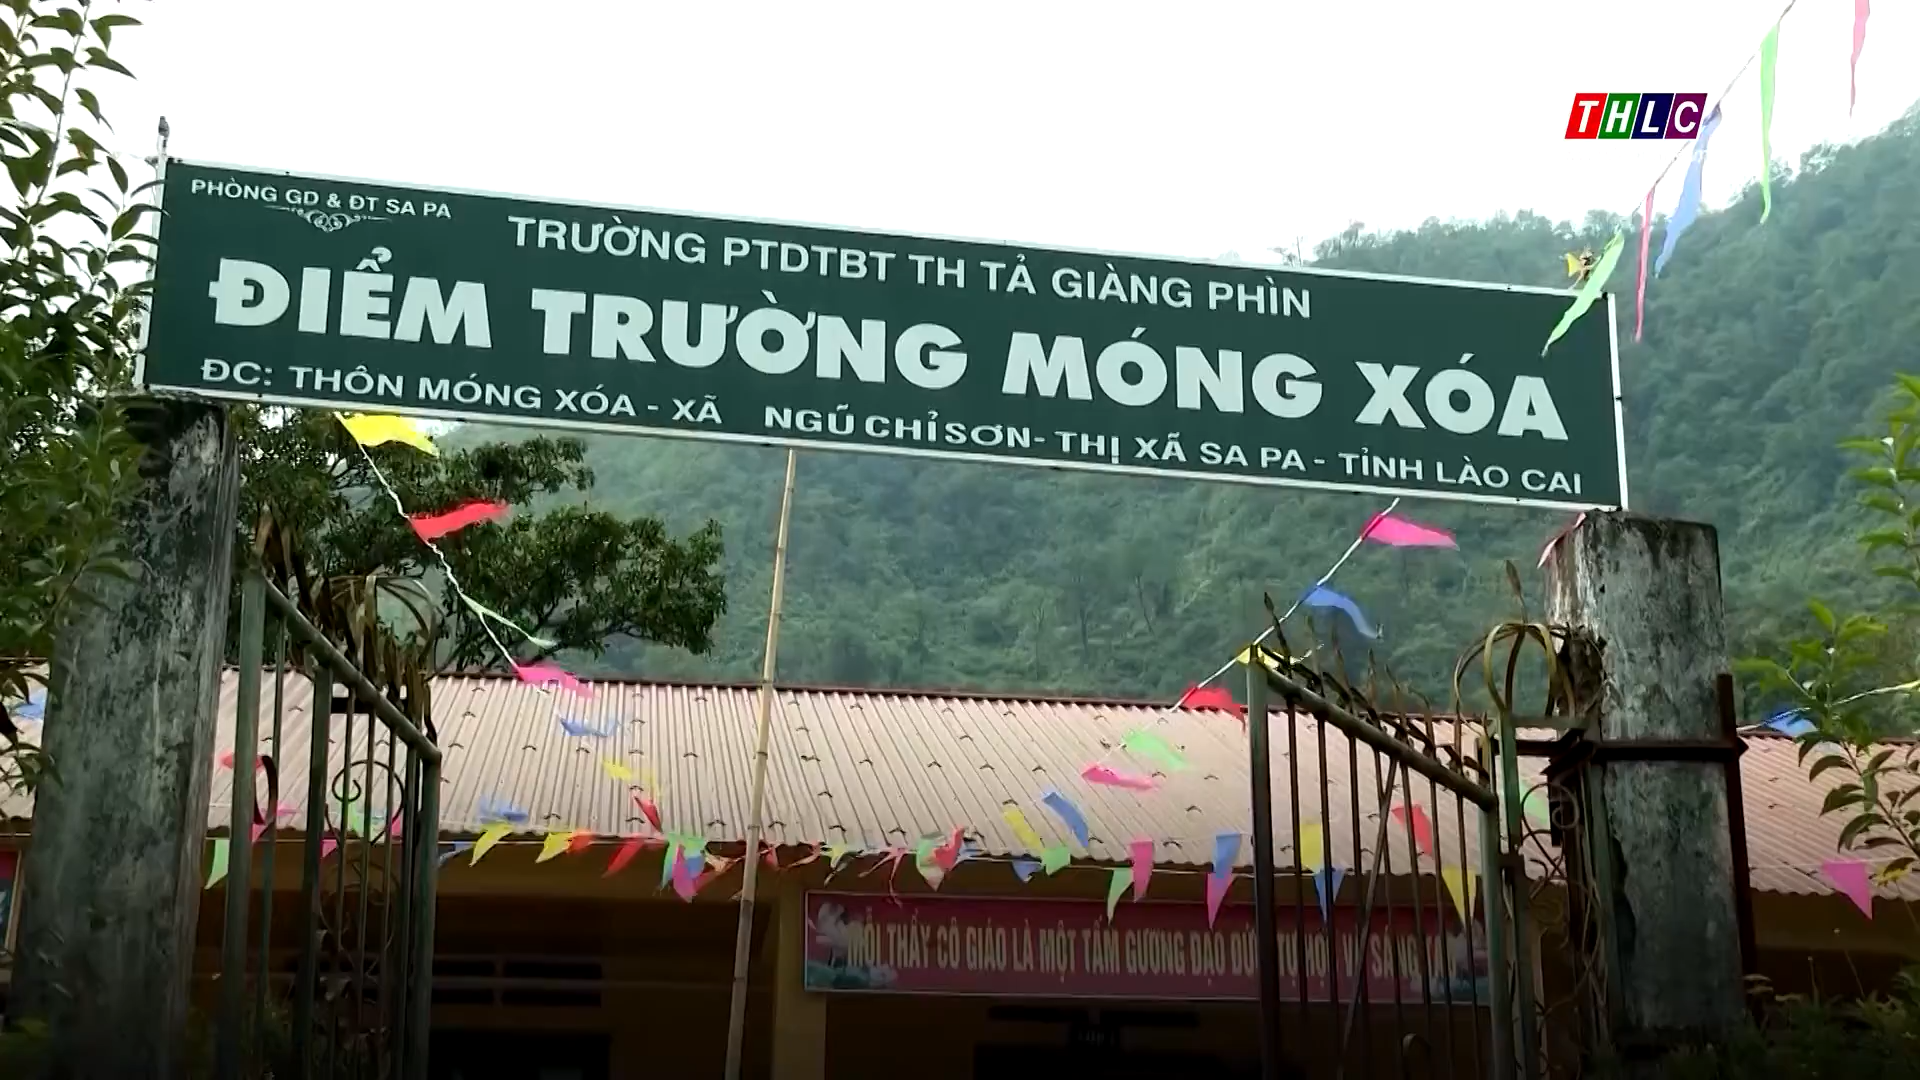 THLC
PHÒNG GD & ĐT SA PA
TRƯỜNG PTDTBT TH TẢ GIÀNG PHÌN
ĐIỂM TRƯỜNG MÓNG XÓA
ĐC: THÔN MÓNG XÓA - XÃ NGŨ CHỈ SƠN - THỊ XÃ SA PA - TỈNH LÀO CAI
MỖI THẦY CÔ GIÁO LÀ MỘT TẤM GƯƠNG ĐẠO ĐỨC TỰ HỌC VÀ SÁNG TẠO